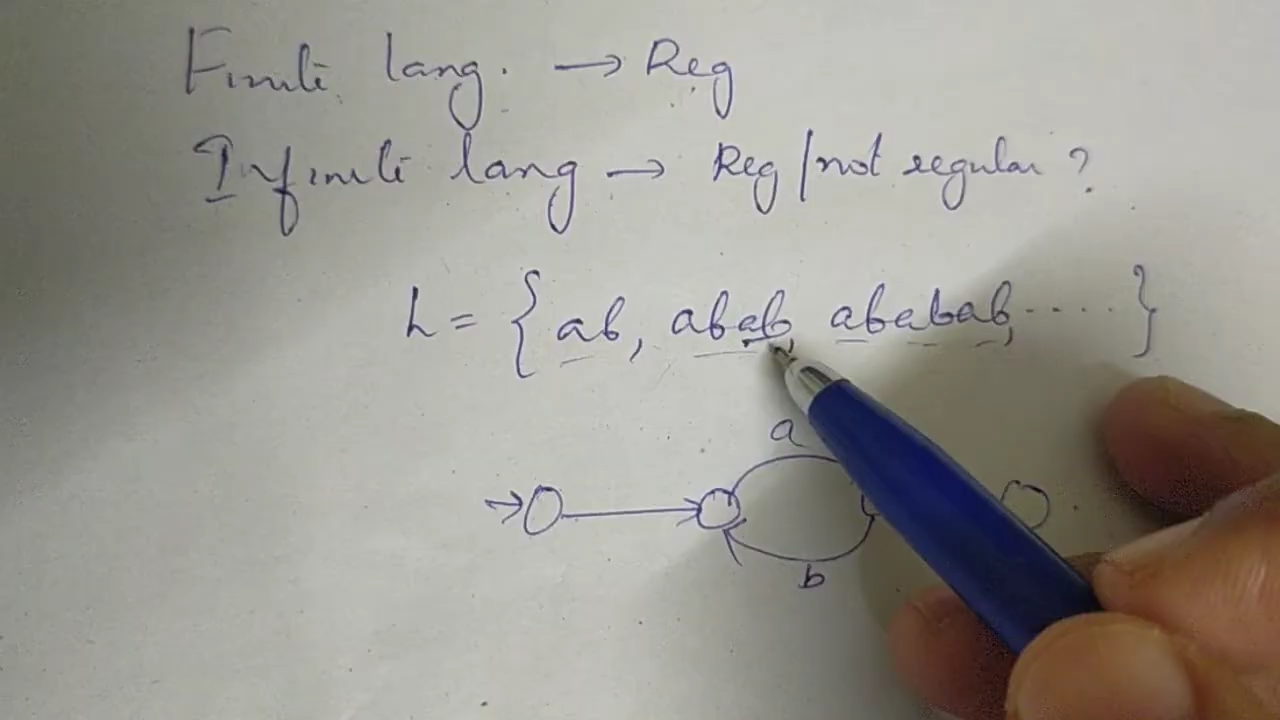 Finite lang. → Reg
Infinite lang → Reg/not regular?
L = { ab, abab, ababab, ..... }
a
b